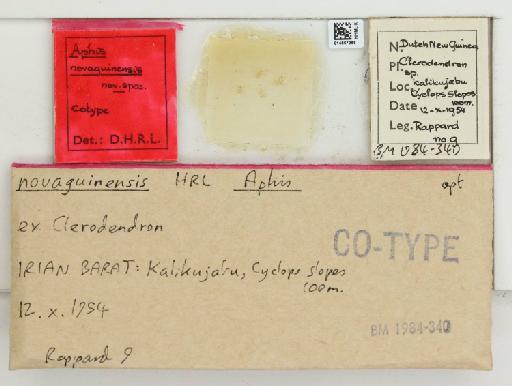 Aphis
novaguinensis
nov. spec.
Cotype
Det.: D.H.R.L.
N. Dutch New Guinea
Pl. Clerodendron
sp.
Loc. Kalikujabu
Cyclops slopes
100m.
Date 12-x-1954
Leg. Rappard
no 9
BM 1984-340
novaguinensis HRL Aphis apt
ex Clerodendron
CO-TYPE
IRIAN BARAT: Kalikujabu, Cyclops slopes
100m.
12. x. 1954
BM 1984-340
Rappard 9